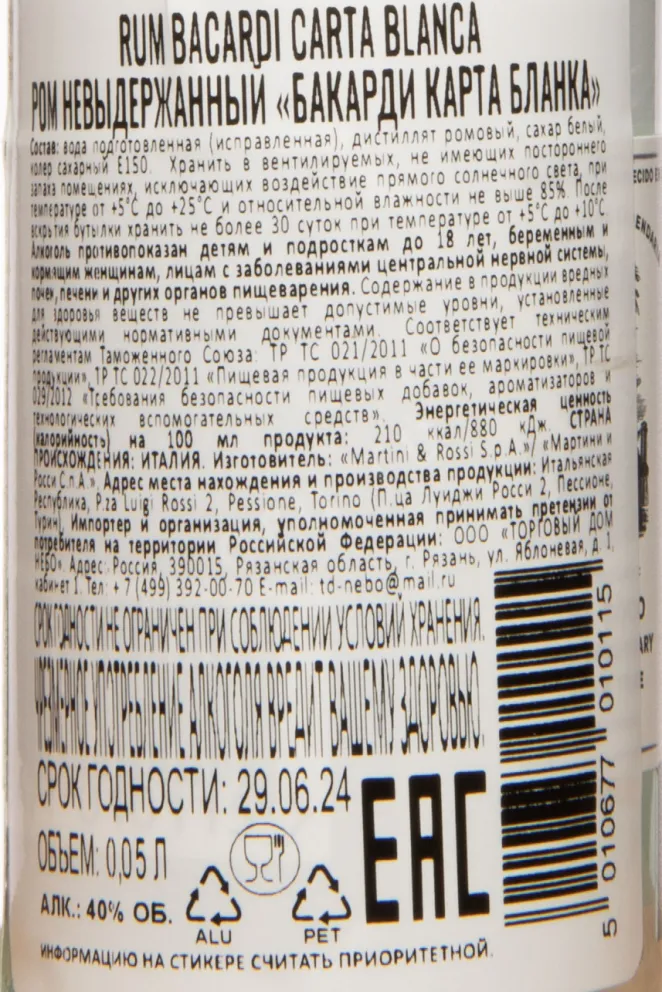 RUM BACARDI CARTA BLANCA
РОМ НЕВЫДЕРЖАННЫЙ «БАКАРДИ КАРТА БЛАНКА»
Состав: вода подготовленная (исправленная), дистиллят ромовый, сахар белый,
колер сахарный Е150. Хранить в вентилируемых, не имеющих постороннего
запаха помещениях, исключающих воздействие прямого солнечного света, при
температуре от +5°С до +25°С и относительной влажности не выше 85%. После
вскрытия бутылки хранить не более 30 суток при температуре от +5°С до +10°С.
Алкоголь противопоказан детям и подросткам до 18 лет, беременным и
кормящим женщинам, лицам с заболеваниями центральной нервной системы,
почек, печени и других органов пищеварения. Содержание в продукции вредных
для здоровья веществ не превышает допустимые уровни, установленные
действующими нормативными документами. Соответствует техническим
регламентам Таможенного Союза: ТР ТС 021/2011 «О безопасности пищевой
продукции», ТР ТС 022/2011 «Пищевая продукция в части ее маркировки», ТР ТС
029/2012 «Требования безопасности пищевых добавок, ароматизаторов и
технологических вспомогательных средств». Энергетическая ценность
(калорийность) на 100 мл продукта: 210 ккал/880 кДж. СТРАНА
ПРОИСХОЖДЕНИЯ: ИТАЛИЯ. Изготовитель: «Martini & Rossi S.p.A.»/ «Мартини и
Росси С.п.А.». Адрес места нахождения и производства продукции: Итальянская
Республика, P.za Luigi Rossi 2, Pessione, Torino (П.ца Луиджи Росси 2, Пессионе,
Турин). Импортер и организация, уполномоченная принимать претензии от
потребителя на территории Российской Федерации: ООО «ТОРГОВЫЙ ДОМ
НЕБО». Адрес: Россия, 390015, Рязанская область, г. Рязань, ул. Яблоневая, д. 1,
кабинет 1. Тел: +7 (499) 392-00-70 E-mail: td-nebo@mail.ru
СРОК ГОДНОСТИ НЕ ОГРАНИЧЕН ПРИ СОБЛЮДЕНИИ УСЛОВИЙ ХРАНЕНИЯ.
ЧРЕЗМЕРНОЕ УПОТРЕБЛЕНИЕ АЛКОГОЛЯ ВРЕДИТ ВАШЕМУ ЗДОРОВЬЮ.
СРОК ГОДНОСТИ: 29.06.24
ОБЪЕМ: 0,05 Л
АЛК.: 40% ОБ.
ALU
PET
EAC
5 010677 010115
ИНФОРМАЦИЮ НА СТИКЕРЕ СЧИТАТЬ ПРИОРИТЕТНОЙ.